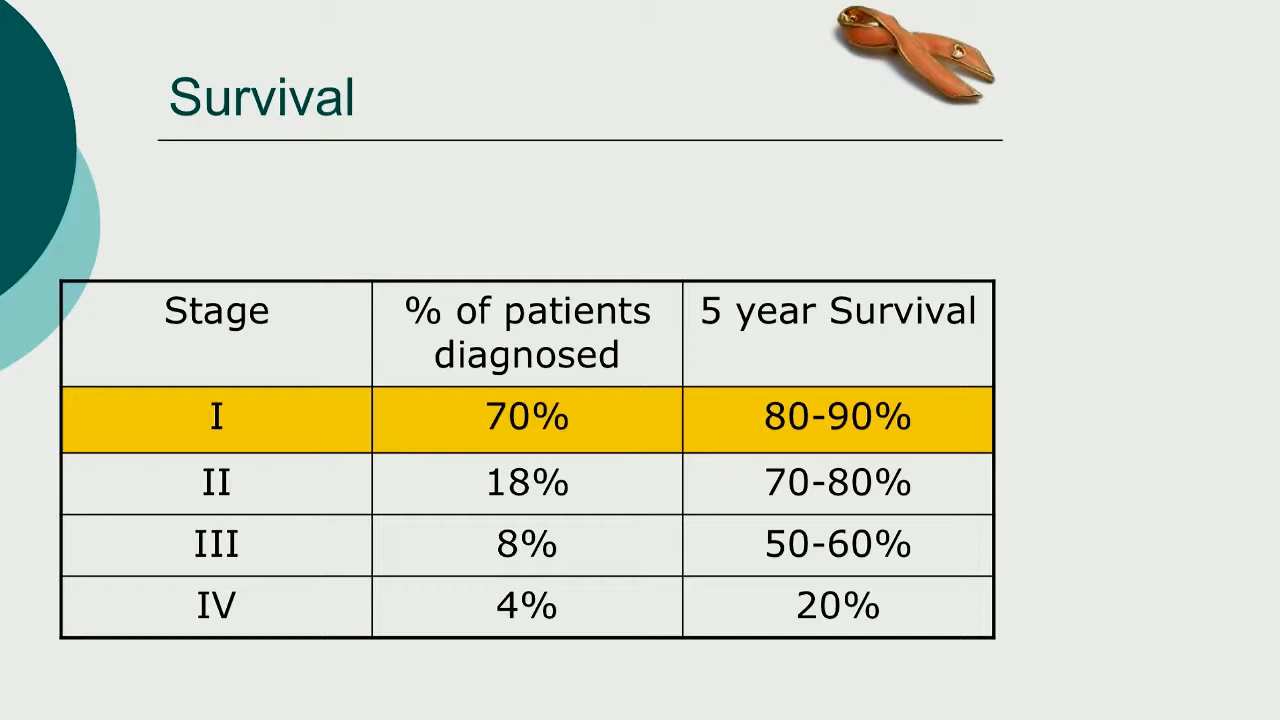 Survival
Stage
% of patients
diagnosed
5 year Survival
I
70%
80-90%
II
18%
70-80%
III
8%
50-60%
IV
4%
20%